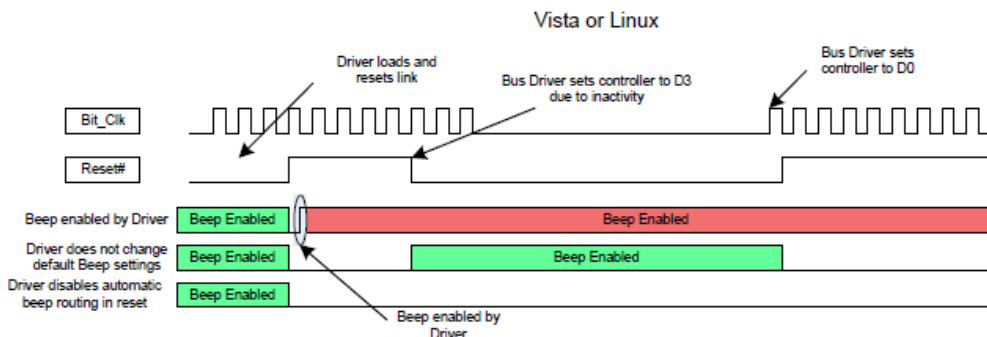 Vista or Linux
Driver loads and
resets link
Bus Driver sets controller to D3
due to inactivity
Bus Driver sets
controller to D0
Bit_Clk
Reset#
Beep enabled by Driver
Beep Enabled
Beep Enabled
Driver does not change
default Beep settings
Beep Enabled
Beep Enabled
Driver disables automatic
beep routing in reset
Beep Enabled
Beep enabled by
Driver